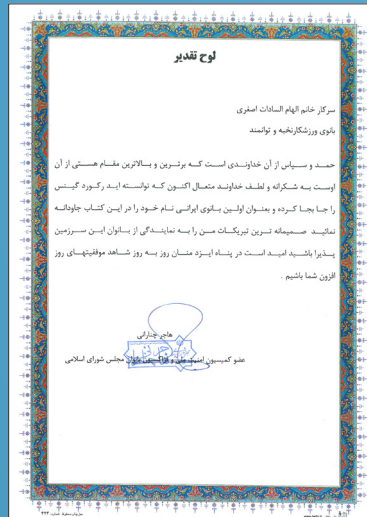 لوح تقدیر
سرکار خانم الهام السادات اصغری
بانوی ورزشکارنخبه و توانمند
حمد و سپاس از آن خداوندی است که برترین و بالاترین مقام هستی از آن
اوست به شکرانه و لطف خداوند متعال اکنون که توانسته اید رکورد گینس
را جا بجا کرده و بعنوان اولین بانوی ایرانی نام خود را در این کتاب جاودانه
نمائید صمیمانه ترین تبریکات من را به نمایندگی از بانوان این سرزمین
پذیرا باشید امید است در پناه ایزد منان روز به روز شاهد موفقیتهای روز
افزون شما باشیم .
هاجر چنارانی
عضو کمیسیون امنیت ملی و فراکسیون بانوان مجلس شورای اسلامی